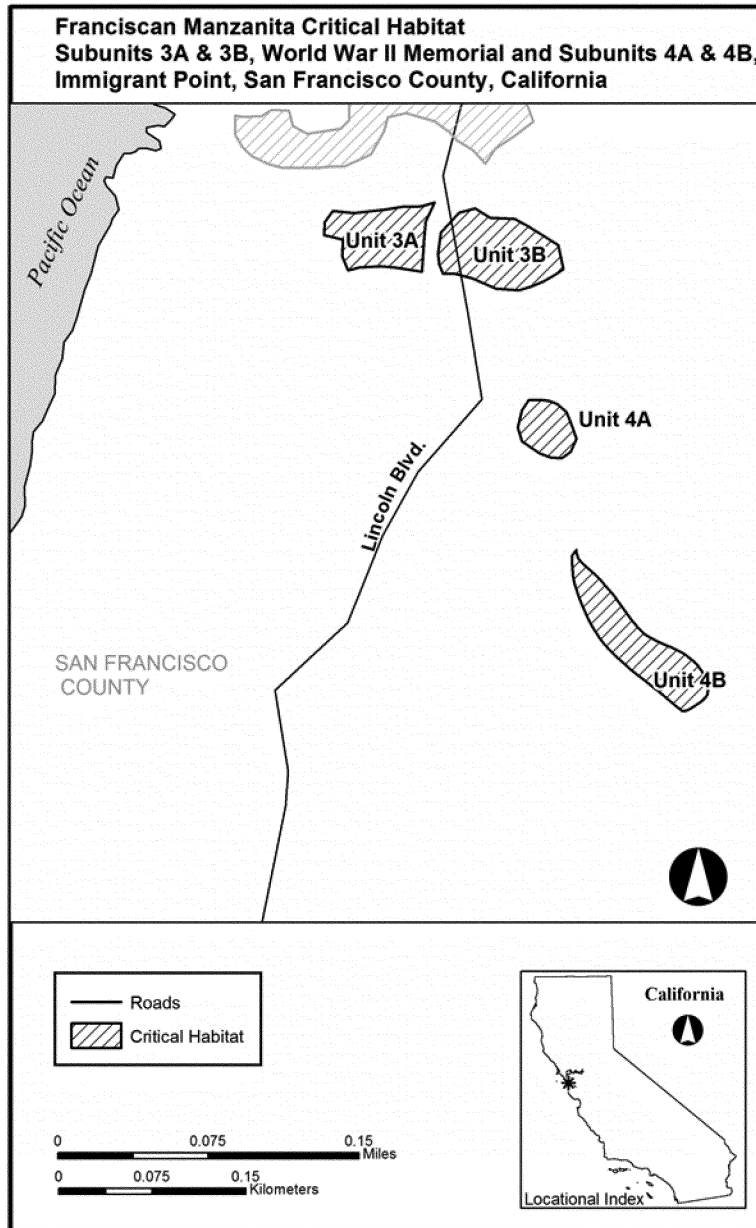 Franciscan Manzanita Critical Habitat
Subunits 3A & 3B, World War II Memorial and Subunits 4A & 4B,
Immigrant Point, San Francisco County, California
Pacific Ocean
Unit 3A
Unit 3B
Unit 4A
Lincoln Blvd.
SAN FRANCISCO
COUNTY
Unit 4B
Roads
Critical Habitat
California
0 0.075 0.15
Miles
0 0.075 0.15
Kilometers
Locational Index